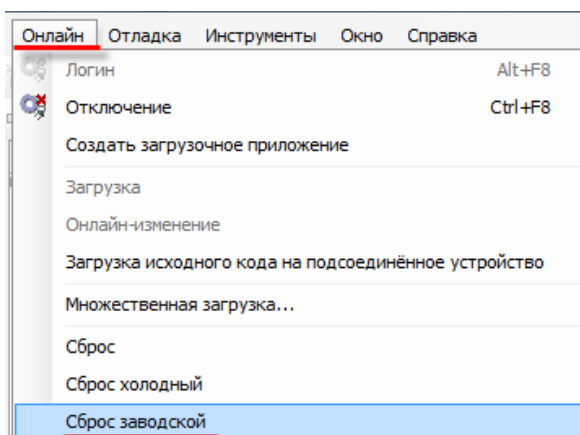 Онлайн Отладка Инструменты Окно Справка
Логин Alt+F8
Отключение Ctrl+F8
Создать загрузочное приложение
Загрузка
Онлайн-изменение
Загрузка исходного кода на подсоединённое устройство
Множественная загрузка...
Сброс
Сброс холодный
Сброс заводской